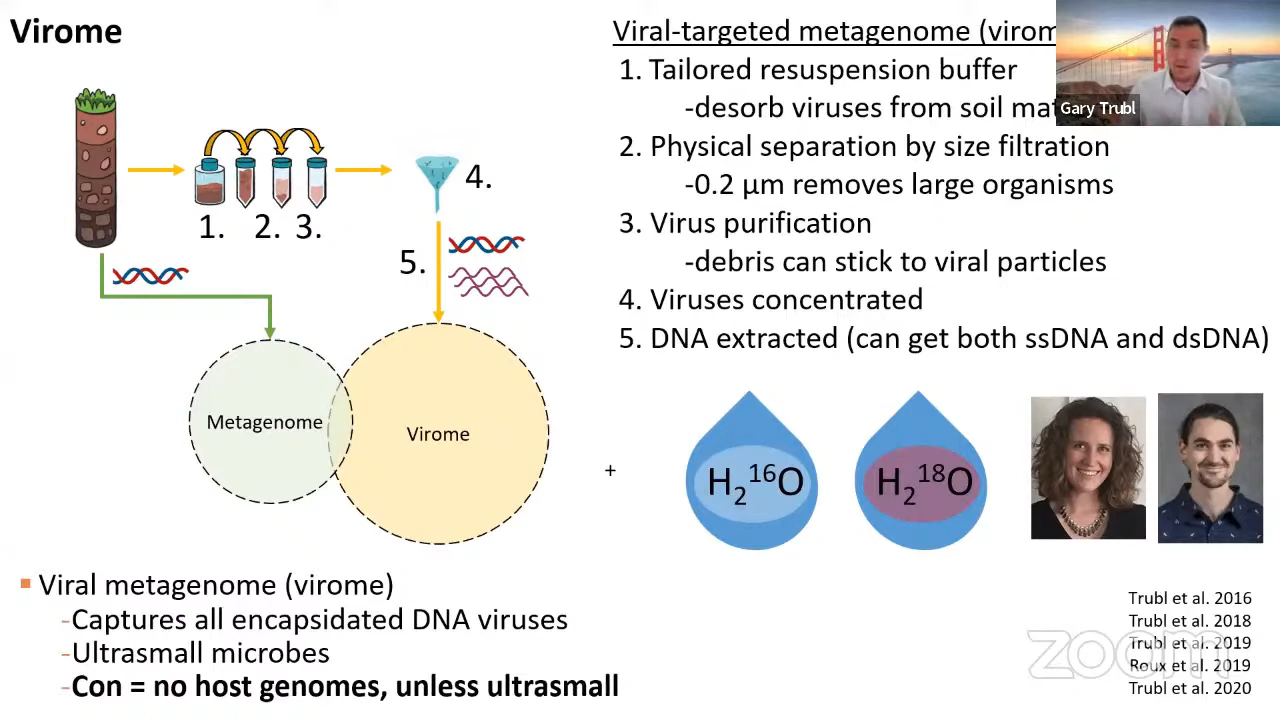 Virome
1. 2. 3.
4.
5.
Metagenome
Virome
Viral metagenome (virome)
-Captures all encapsidated DNA viruses
-Ultrasmall microbes
-Con = no host genomes, unless ultrasmall
Viral-targeted metagenome
1. Tailored resuspension buffer
-desorb viruses from soil
2. Physical separation by size filtration
-0.2 µm removes large organisms
3. Virus purification
-debris can stick to viral particles
4. Viruses concentrated
5. DNA extracted (can get both ssDNA and dsDNA)
+
H₂¹⁶O
H₂¹⁸O
Gary Trubl
Trubl et al. 2016
Trubl et al. 2018
Trubl et al. 2019
Roux et al. 2019
Trubl et al. 2020
zoom